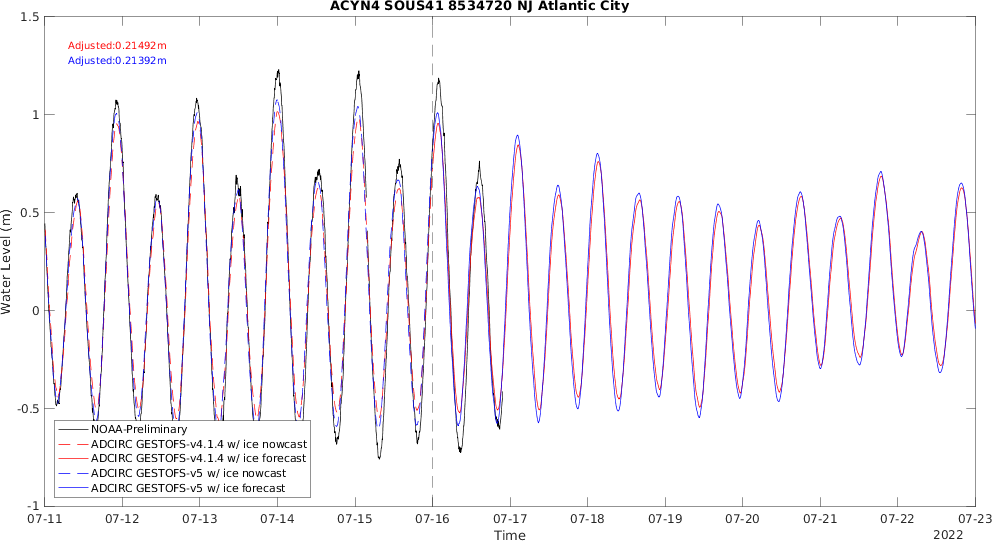 ACYN4 SOUS41 8534720 NJ Atlantic City
1.5
Adjusted:0.21492m
Adjusted:0.21392m
1
0.5
Water Level (m)
0
-0.5
NOAA-Preliminary
ADCIRC GESTOFS-v4.1.4 w/ ice nowcast
ADCIRC GESTOFS-v4.1.4 w/ ice forecast
ADCIRC GESTOFS-v5 w/ ice nowcast
ADCIRC GESTOFS-v5 w/ ice forecast
-1
07-11 07-12 07-13 07-14 07-15 07-16 07-17 07-18 07-19 07-20 07-21 07-22 07-23
Time
2022